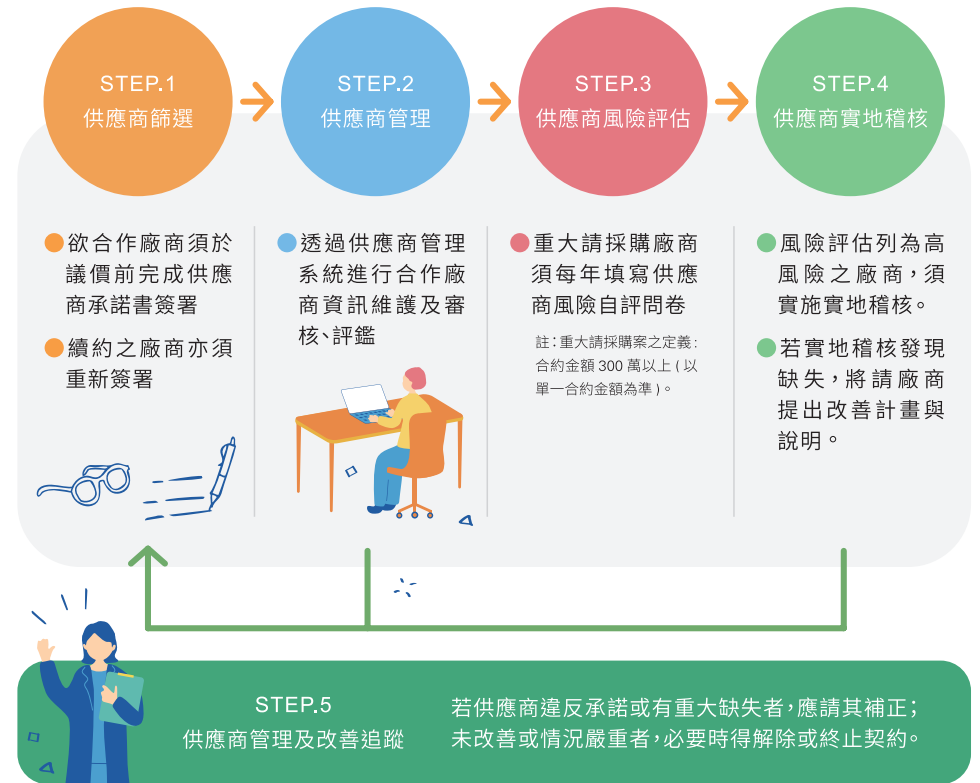 STEP.1
供應商篩選
STEP.2
供應商管理
STEP.3
供應商風險評估
STEP.4
供應商實地稽核
欲合作廠商須於
議價前完成供應
商承諾書簽署
續約之廠商亦須
重新簽署
透過供應商管理
系統進行合作廠
商資訊維護及審
核、評鑑
重大請採購廠商
須每年填寫供應
商風險自評問卷
註：重大請採購案之定義：
合約金額 300 萬以上 ( 以
單一合約金額為準 )。
風險評估列為高
風險之廠商，須
實施實地稽核。
若實地稽核發現
缺失，將請廠商
提出改善計畫與
說明。
STEP.5
供應商管理及改善追蹤
若供應商違反承諾或有重大缺失者，應請其補正；
未改善或情況嚴重者，必要時得解除或終止契約。